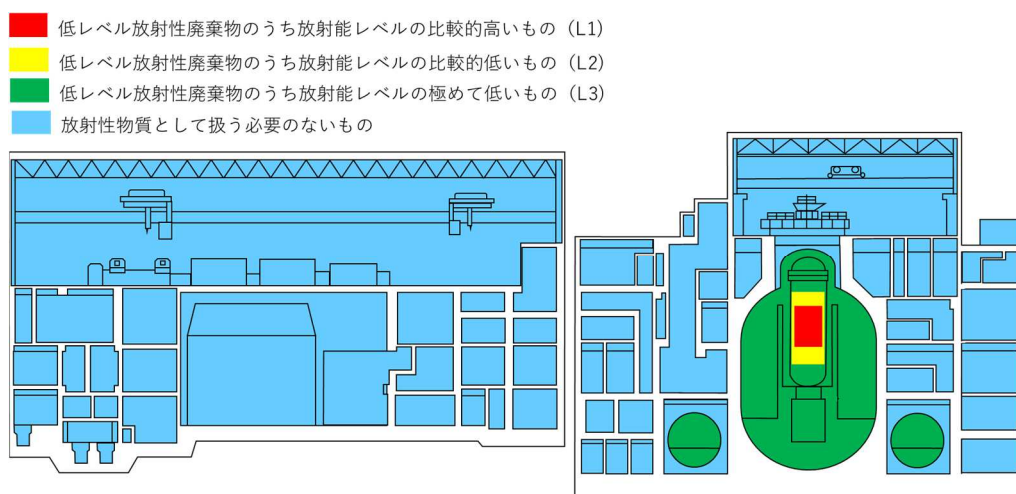 低レベル放射性廃棄物のうち放射能レベルの比較的高いもの（L1)
低レベル放射性廃棄物のうち放射能レベルの比較的低いもの（L2)
低レベル放射性廃棄物のうち放射能レベルの極めて低いもの（L3)
放射性物質として扱う必要のないもの